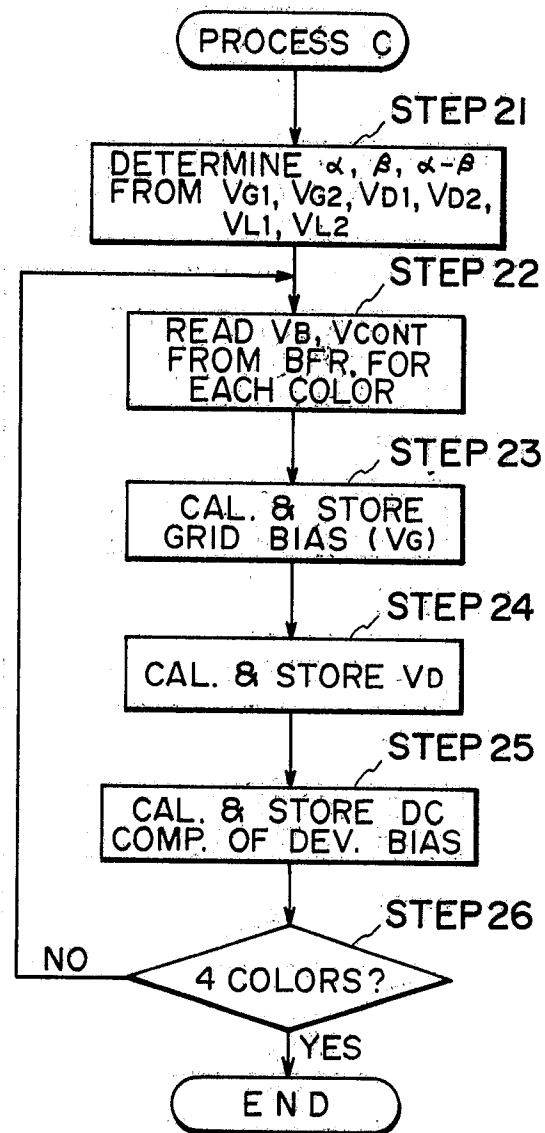 PROCESS C
STEP 21
DETERMINE α, β, α-β
FROM VG1, VG2, VD1, VD2,
VL1, VL2
STEP 22
READ VB, VCONT
FROM BFR. FOR
EACH COLOR
STEP 23
CAL. & STORE
GRID BIAS (VG)
STEP 24
CAL. & STORE VD
STEP 25
CAL. & STORE DC
COMP. OF DEV. BIAS
STEP 26
4 COLORS?
NO
YES
END